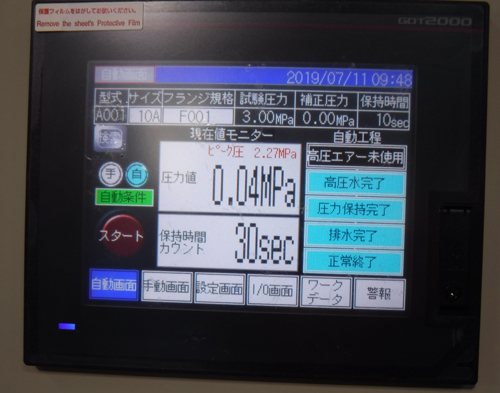 保護フィルムをはがしてお使いください。
Remove the sheet's Protective Film
GOT2000
自動画面 2019/07/11 09:48
型式 サイズ フランジ規格 試験圧力 補正圧力 保持時間
A001 10A F001 3.00MPa 0.00MPa 10sec
現在値モニター 自動工程
ピーク圧 2.27MPa
高圧エアー未使用
手 自
圧力値 0.04MPa
高圧水完了
自動条件
圧力保持完了
スタート
保持時間
カウント 30sec
排水完了
正常終了
自動画面 手動画面 設定画面 I/O画面 ワークデータ 警報